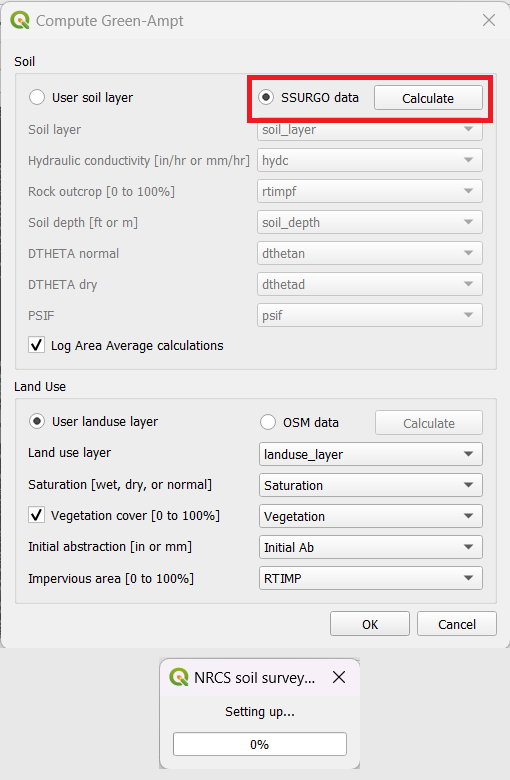 Compute Green-Ampt
Soil
User soil layer
SSURGO data
Calculate
Soil layer
soil_layer
Hydraulic conductivity [in/hr or mm/hr]
hydc
Rock outcrop [0 to 100%]
rtimpf
Soil depth [ft or m]
soil_depth
DTHETA normal
dthetan
DTHETA dry
dthetad
PSIF
psif
Log Area Average calculations
Land Use
User landuse layer
OSM data
Calculate
Land use layer
landuse_layer
Saturation [wet, dry, or normal]
Saturation
Vegetation cover [0 to 100%]
Vegetation
Initial abstraction [in or mm]
Initial Ab
Impervious area [0 to 100%]
RTIMP
OK
Cancel
NRCS soil survey...
Setting up...
0%